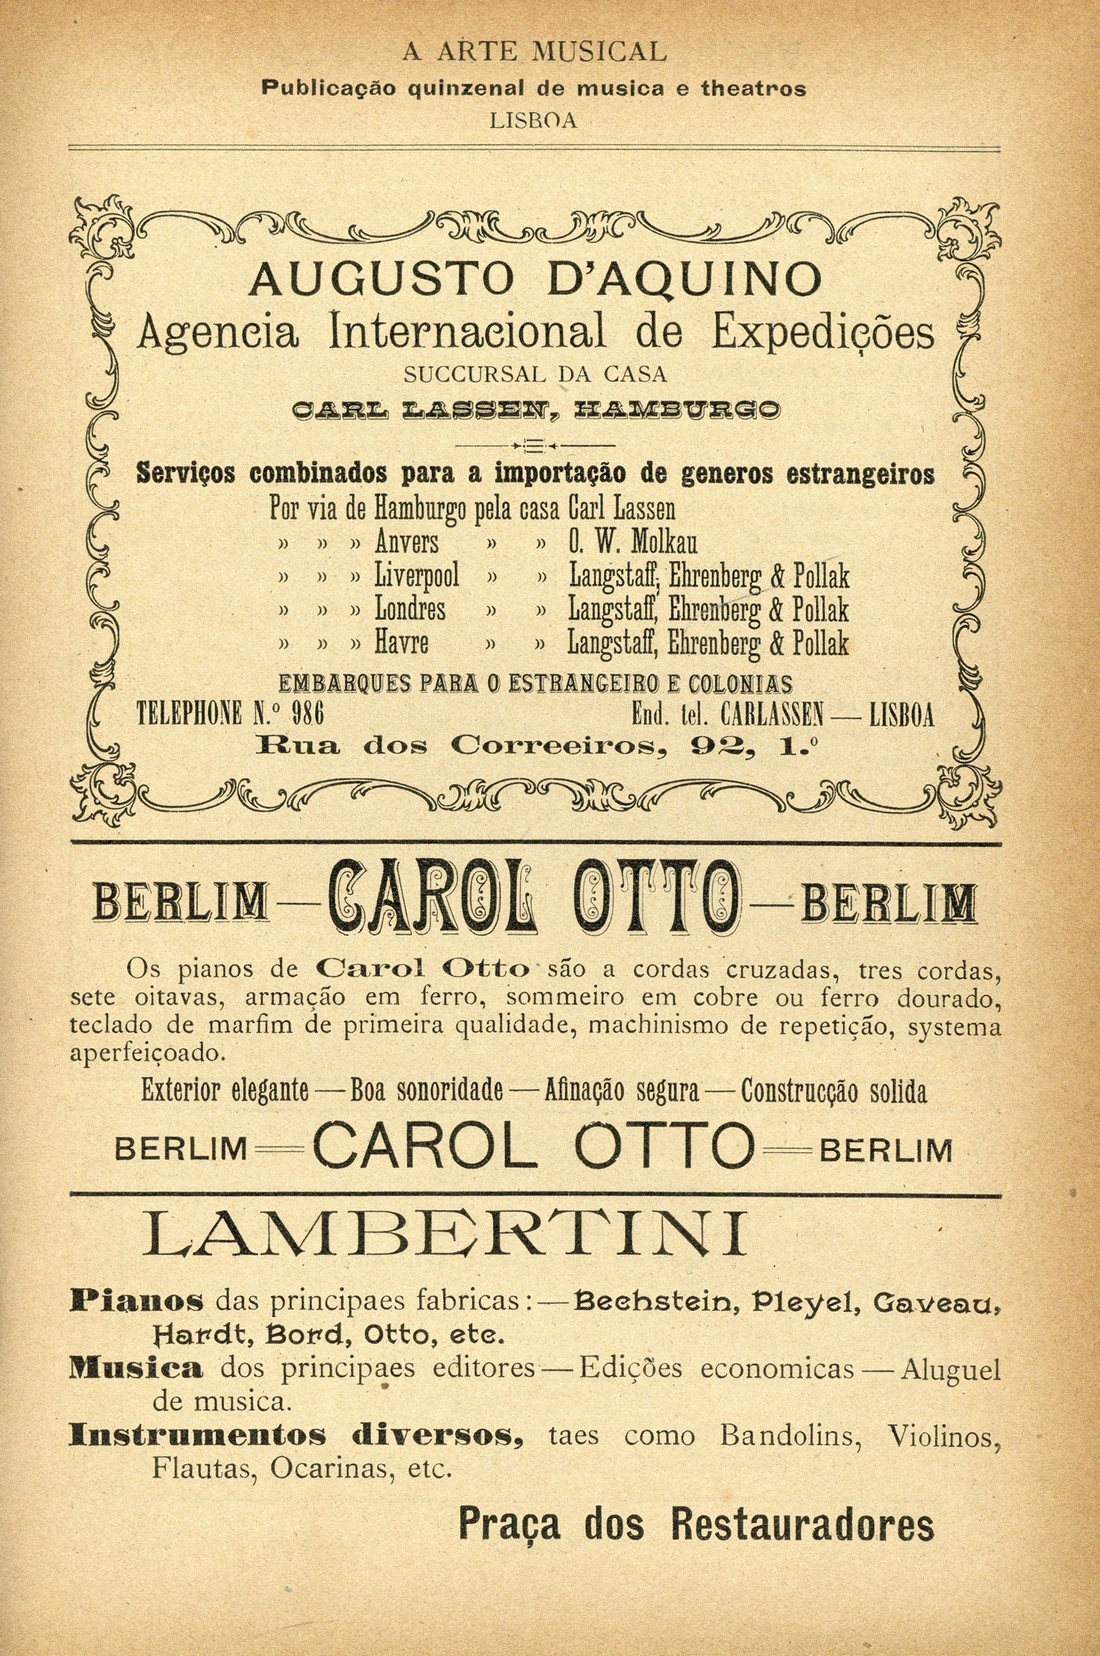 A ARTE MUSICAL
Publicação quinzenal de musica e theatros
LISBOA
AUGUSTO D'AQUINO
Agencia Internacional de Expedições
SUCCURSAL DA CASA
CARL LASSEN, HAMBURGO
Serviços combinados para a importação de generos estrangeiros
Por via de Hamburgo pela casa Carl Lassen
» » » Anvers » » O. W. Molkau
» » » Liverpool » » Langstaff, Ehrenberg & Pollak
» » » Londres » » Langstaff, Ehrenberg & Pollak
» » » Havre » » Langstaff, Ehrenberg & Pollak
EMBARQUES PARA O ESTRANGEIRO E COLONIAS
TELEPHONE N.º 986 End. tel. CARLASSEN — LISBOA
Rua dos Correeiros, 92, 1.º
BERLIM — CAROL OTTO — BERLIM
Os pianos de Carol Otto são a cordas cruzadas, tres cordas,
sete oitavas, armação em ferro, sommeiro em cobre ou ferro dourado,
teclado de marfim de primeira qualidade, machinismo de repetição, systema
aperfeiçoado.
Exterior elegante — Boa sonoridade — Afinação segura — Construcção solida
BERLIM = CAROL OTTO = BERLIM
LAMBERTINI
Pianos das principaes fabricas: — Bechstein, Pleyel, Gaveau,
Hardt, Bord, Otto, etc.
Musica dos principaes editores — Edições economicas — Aluguel
de musica.
Instrumentos diversos, taes como Bandolins, Violinos,
Flautas, Ocarinas, etc.
Praça dos Restauradores